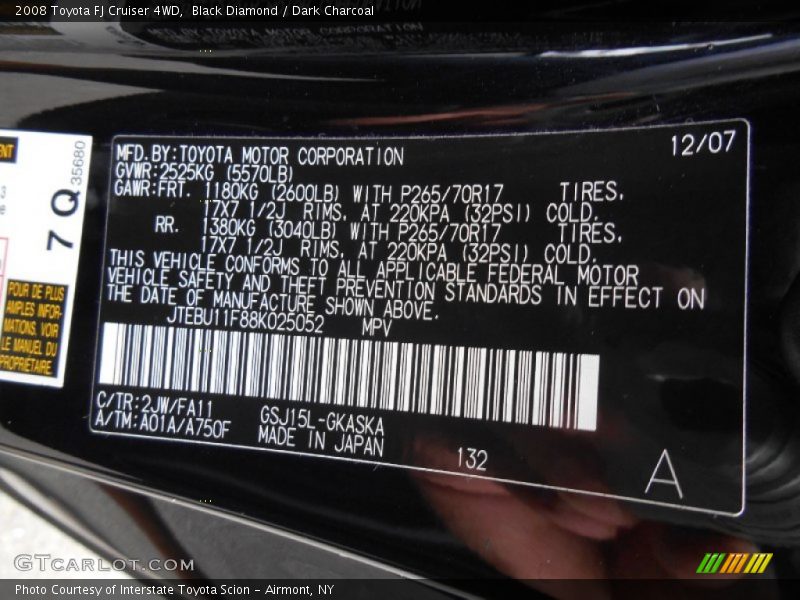 2008 Toyota FJ Cruiser 4WD, Black Diamond / Dark Charcoal
12/07
MFD.BY:TOYOTA MOTOR CORPORATION
GVWR:2525KG (5570LB)
GAWR:FRT. 1180KG (2600LB) WITH P265/70R17 TIRES,
17X7 1/2J RIMS, AT 220KPA (32PSI) COLD.
RR. 1380KG (3040LB) WITH P265/70R17 TIRES,
17X7 1/2J RIMS, AT 220KPA (32PSI) COLD.
THIS VEHICLE CONFORMS TO ALL APPLICABLE FEDERAL MOTOR
VEHICLE SAFETY AND THEFT PREVENTION STANDARDS IN EFFECT ON
THE DATE OF MANUFACTURE SHOWN ABOVE.
JTEBU11F88K025052 MPV
C/TR:2JW/FA11
A/TM:A01A/A750F
GSJ15L-GKASKA
MADE IN JAPAN
132
A
7 Q
35680
POUR DE PLUS
AMPLES INFOR-
MATIONS, VOIR
LE MANUEL DU
PROPRIETAIRE.
GTCARLOT.COM
Photo Courtesy of Interstate Toyota Scion - Airmont, NY